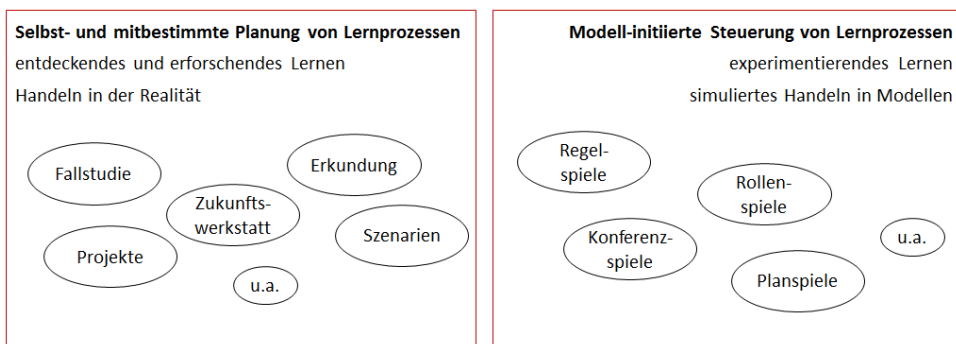 Selbst- und mitbestimmte Planung von Lernprozessen
entdeckendes und erforschendes Lernen
Handeln in der Realität
Fallstudie
Erkundung
Zukunfts-
werkstatt
Szenarien
Projekte
u.a.
Modell-initiierte Steuerung von Lernprozessen
experimentierendes Lernen
simuliertes Handeln in Modellen
Regel-
spiele
Rollen-
spiele
Konferenz-
spiele
u.a.
Planspiele